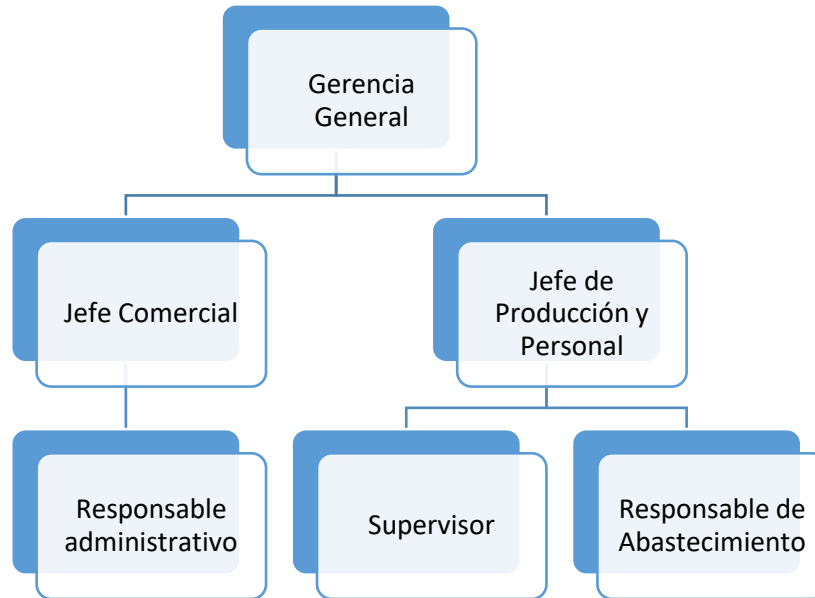 Gerencia
General
Jefe Comercial
Jefe de
Producción y
Personal
Responsable
administrativo
Supervisor
Responsable de
Abastecimiento